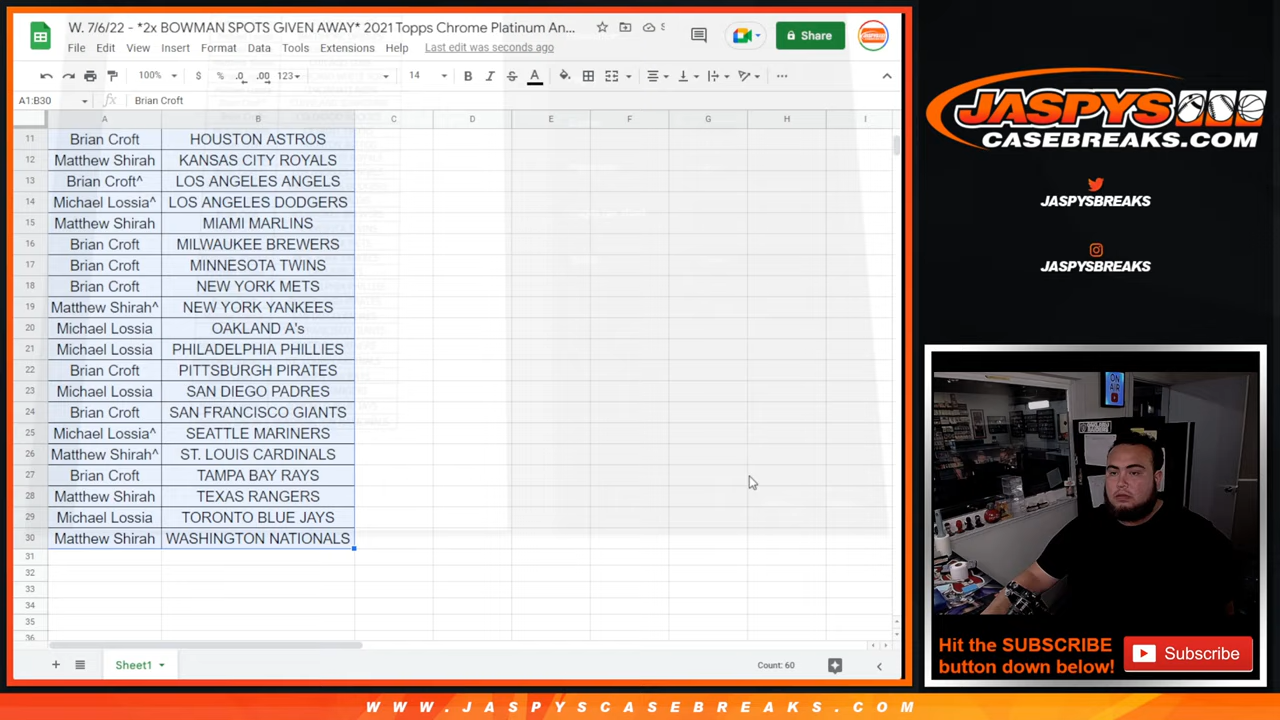 W. 7/6/22 - *2x BOWMAN SPOTS GIVEN AWAY* 2021 Topps Chrome Platinum An...
File Edit View Insert Format Data Tools Extensions Help Last edit was seconds ago
Share
100% $ % .0 .00 123 14 B I S A
A1:B30 fx Brian Croft
A B C D E F G H I
11 Brian Croft HOUSTON ASTROS
12 Matthew Shirah KANSAS CITY ROYALS
13 Brian Croft^ LOS ANGELES ANGELS
14 Michael Lossia^ LOS ANGELES DODGERS
15 Matthew Shirah MIAMI MARLINS
16 Brian Croft MILWAUKEE BREWERS
17 Brian Croft MINNESOTA TWINS
18 Brian Croft NEW YORK METS
19 Matthew Shirah^ NEW YORK YANKEES
20 Michael Lossia OAKLAND A's
21 Michael Lossia PHILADELPHIA PHILLIES
22 Brian Croft PITTSBURGH PIRATES
23 Michael Lossia SAN DIEGO PADRES
24 Brian Croft SAN FRANCISCO GIANTS
25 Michael Lossia^ SEATTLE MARINERS
26 Matthew Shirah^ ST. LOUIS CARDINALS
27 Brian Croft TAMPA BAY RAYS
28 Matthew Shirah TEXAS RANGERS
29 Michael Lossia TORONTO BLUE JAYS
30 Matthew Shirah WASHINGTON NATIONALS
31
32
33
34
35
36
Sheet1
Count: 60
JASPYS
CASEBREAKS.COM
JASPYSBREAKS
JASPYSBREAKS
ON AIR
Hit the SUBSCRIBE
button down below!
Subscribe
WWW.JASPYSCASEBREAKS.COM